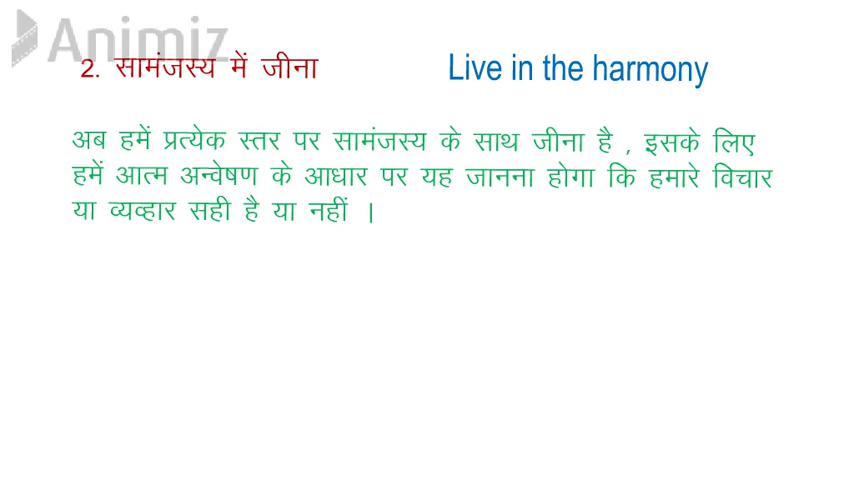 Animiz
2. सामंजस्य में जीना Live in the harmony
अब हमें प्रत्येक स्तर पर सामंजस्य के साथ जीना है , इसके लिए
हमें आत्म अन्वेषण के आधार पर यह जानना होगा कि हमारे विचार
या व्यव्हार सही है या नहीं ।